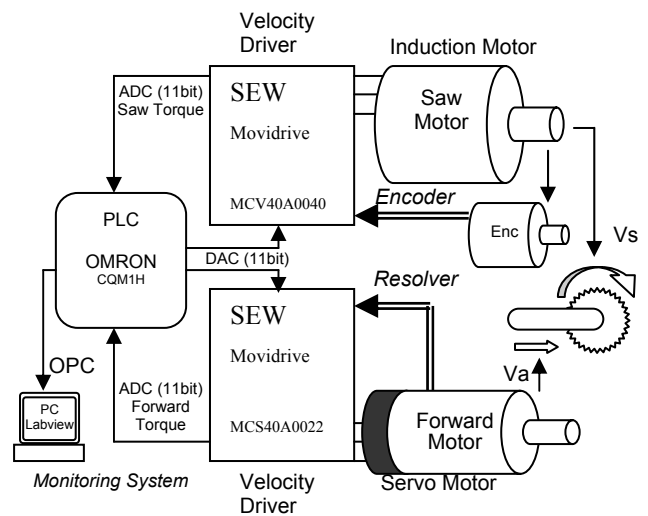 Velocity
Driver
Induction Motor
ADC (11bit)
Saw Torque
SEW
Movidrive
MCV40A0040
Saw
Motor
Encoder
Enc
Vs
PLC
OMRON
CQM1H
DAC (11bit)
Resolver
SEW
Movidrive
MCS40A0022
Va
OPC
ADC (11bit)
Forward
Torque
PC
Labview
Forward
Motor
Monitoring System
Velocity
Driver
Servo Motor